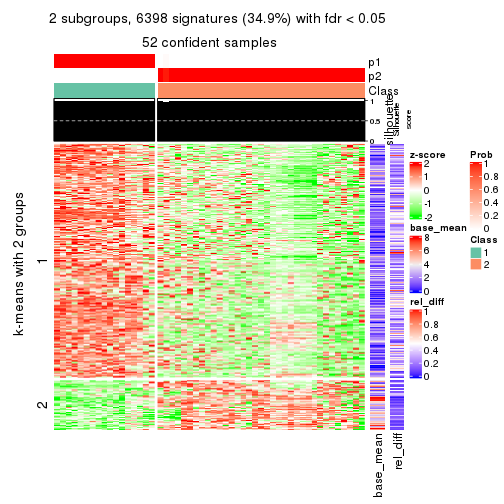 2 subgroups, 6398 signatures (34.9%) with fdr < 0.05
52 confident samples
p1
p2
Class
silhouette
1
0.5
0
Silhouette
score
k-means with 2 groups
1
2
base_mean
rel_diff
z-score
2
1
0
-1
-2
base_mean
8
6
4
2
0
rel_diff
1
0.8
0.6
0.4
0.2
0
Prob
1
0.8
0.6
0.4
0.2
0
Class
1
2